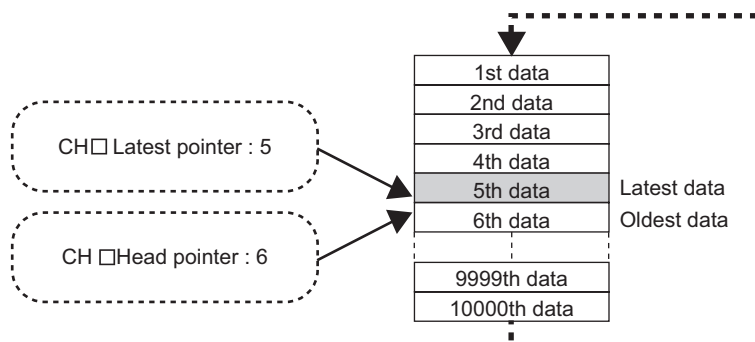 1st data
2nd data
3rd data
4th data
CH□ Latest pointer : 5
5th data
Latest data
6th data
Oldest data
CH □Head pointer : 6
9999th data
10000th data